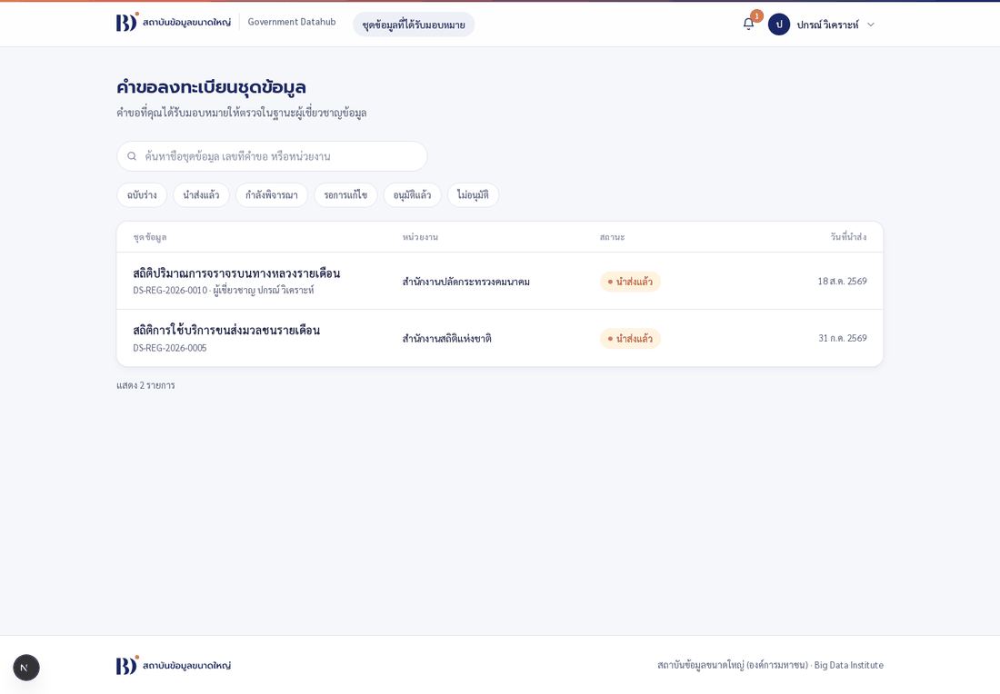 สถาบันข้อมูลขนาดใหญ่ Government Datahub ชุดข้อมูลที่ได้รับมอบหมาย 1 ป ปกรณ์ วิเคราะห์
คำขอลงทะเบียนชุดข้อมูล
คำขอที่คุณได้รับมอบหมายให้ตรวจในฐานะผู้เชี่ยวชาญข้อมูล
ค้นหาชื่อชุดข้อมูล เลขที่คำขอ หรือหน่วยงาน
ฉบับร่าง นำส่งแล้ว กำลังพิจารณา รอการแก้ไข อนุมัติแล้ว ไม่อนุมัติ
ชุดข้อมูล หน่วยงาน สถานะ วันที่นำส่ง
สถิติปริมาณการจราจรบนทางหลวงรายเดือน
DS-REG-2026-0010 · ผู้เชี่ยวชาญ ปกรณ์ วิเคราะห์
สำนักงานปลัดกระทรวงคมนาคม นำส่งแล้ว 18 ส.ค. 2569
สถิติการใช้บริการขนส่งมวลชนรายเดือน
DS-REG-2026-0005
สำนักงานสถิติแห่งชาติ นำส่งแล้ว 31 ก.ค. 2569
แสดง 2 รายการ
สถาบันข้อมูลขนาดใหญ่ สถาบันข้อมูลขนาดใหญ่ (องค์การมหาชน) · Big Data Institute